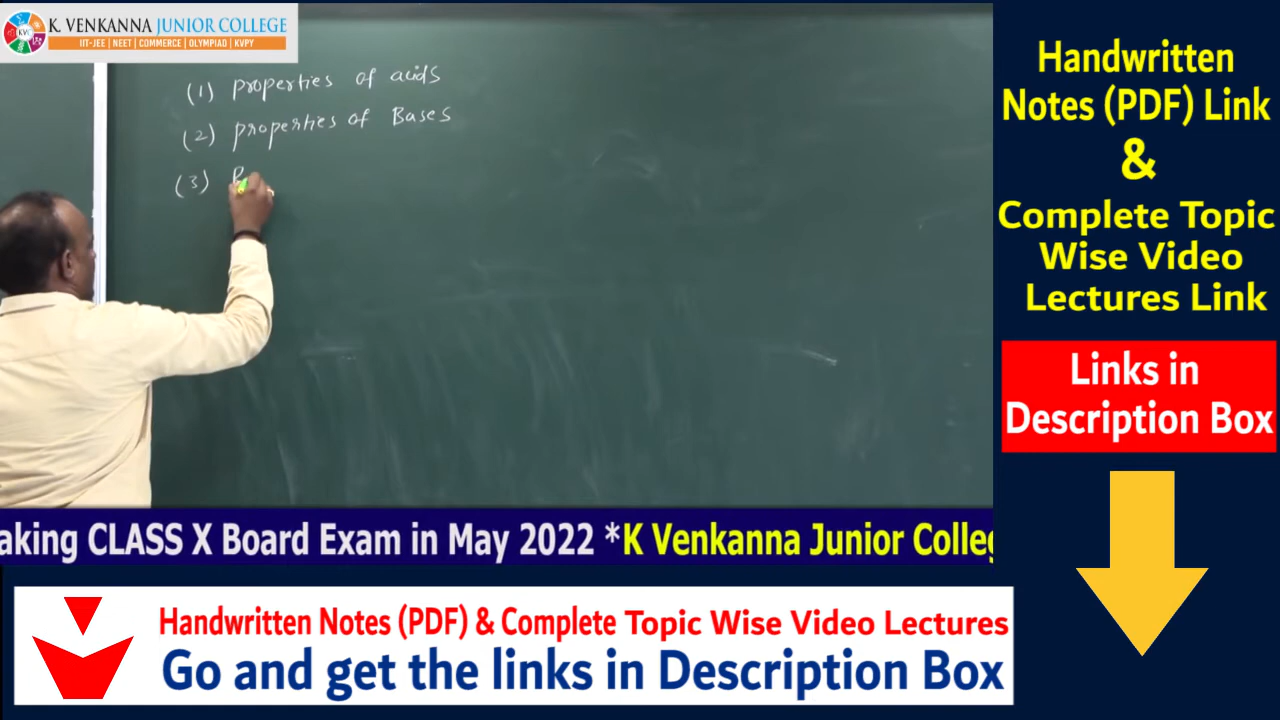 K. VENKANNA JUNIOR COLLEGE
IIT-JEE | NEET | COMMERCE | OLYMPIAD | KVPY
(1) properties of acids
(2) properties of Bases
(3)
aking CLASS X Board Exam in May 2022 *K Venkanna Junior Colleg
Handwritten Notes (PDF) & Complete Topic Wise Video Lectures
Go and get the links in Description Box
Handwritten
Notes (PDF) Link
&
Complete Topic
Wise Video
Lectures Link
Links in
Description Box